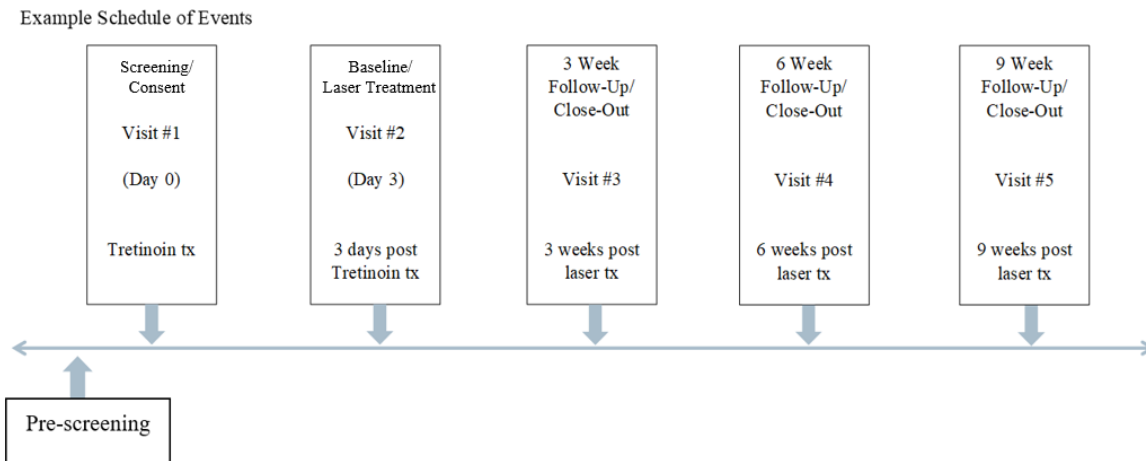 Example Schedule of Events
Screening/
Consent
Visit #1
(Day 0)
Tretinoin tx
Baseline/
Laser Treatment
Visit #2
(Day 3)
3 days post
Tretinoin tx
3 Week
Follow-Up/
Close-Out
Visit #3
3 weeks post
laser tx
6 Week
Follow-Up/
Close-Out
Visit #4
6 weeks post
laser tx
9 Week
Follow-Up/
Close-Out
Visit #5
9 weeks post
laser tx
Pre-screening